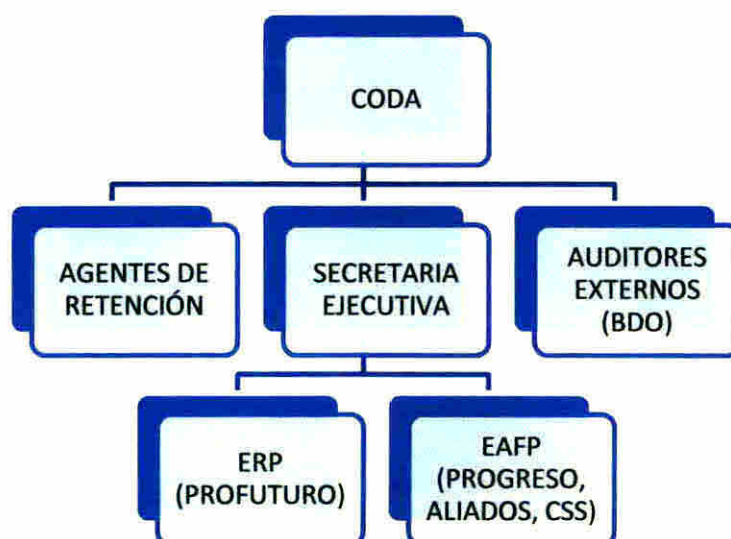 CODA
AGENTES DE
RETENCIÓN
SECRETARIA
EJECUTIVA
AUDITORES
EXTERNOS
(BDO)
ERP
(PROFUTURO)
EAFP
(PROGRESO,
ALIADOS, CSS)